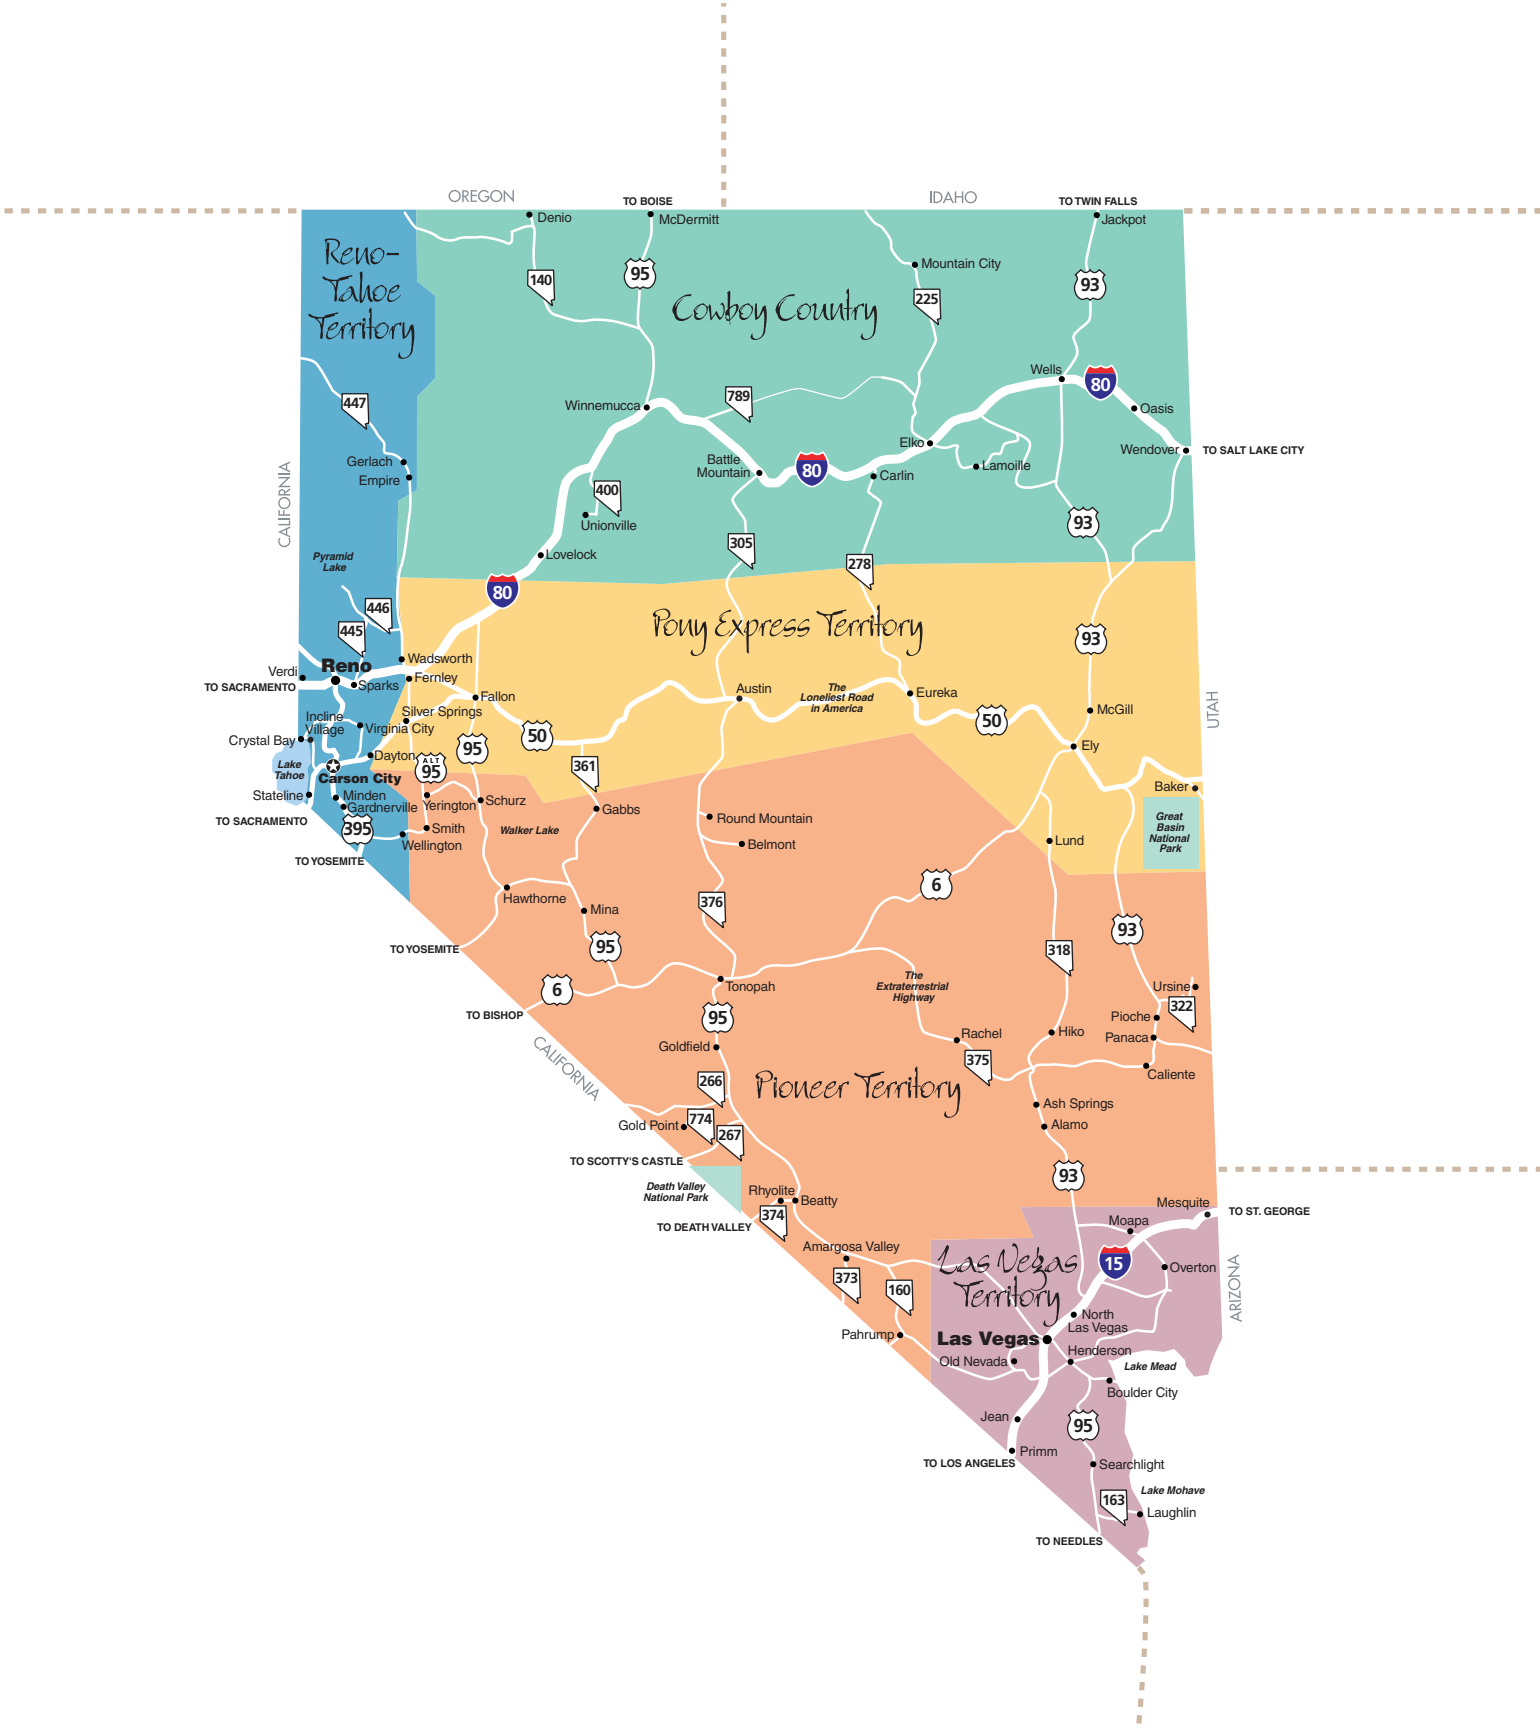 OREGON
TO BOISE
IDAHO
TO TWIN FALLS
Denio
McDermitt
Jackpot
Reno-
Tahoe
Territory
Mountain City
140
95
93
225
Cowboy Country
Wells
80
447
789
Winnemucca
Oasis
Elko
Wendover
TO SALT LAKE CITY
Gerlach
Empire
Battle
Mountain
80
Carlin
Lamoille
400
Unionville
CALIFORNIA
93
305
278
Lovelock
Pyramid
Lake
80
446
445
Pony Express Territory
93
Verdi
Reno
Wadsworth
TO SACRAMENTO
Sparks
Fernley
Fallon
Austin
The
Loneliest Road
in America
Eureka
UTAH
Incline
Village
Silver Springs
Virginia City
McGill
50
50
Crystal Bay
95
Ely
Dayton
Lake
Tahoe
Carson City
ALT
95
361
Baker
Stateline
Minden
Gardnerville
Yerington
Schurz
Gabbs
TO SACRAMENTO
395
Smith
Walker Lake
Round Mountain
Great
Basin
National
Park
Wellington
Belmont
Lund
TO YOSEMITE
6
Hawthorne
Mina
376
93
TO YOSEMITE
95
318
The
Extraterrestrial
Highway
6
Tonopah
Ursine
322
TO BISHOP
95
Pioche
CALIFORNIA
Goldfield
Rachel
Hiko
Panaca
375
Caliente
266
Pioneer Territory
Ash Springs
Gold Point
774
267
Alamo
TO SCOTTY'S CASTLE
93
Death Valley
National Park
Rhyolite
Beatty
Mesquite
TO ST. GEORGE
374
TO DEATH VALLEY
Moapa
Amargosa Valley
Las Vegas
Territory
15
Overton
373
160
ARIZONA
North
Las Vegas
Pahrump
Las Vegas
Henderson
Old Nevada
Lake Mead
Boulder City
Jean
95
Primm
TO LOS ANGELES
Searchlight
Lake Mohave
163
Laughlin
TO NEEDLES